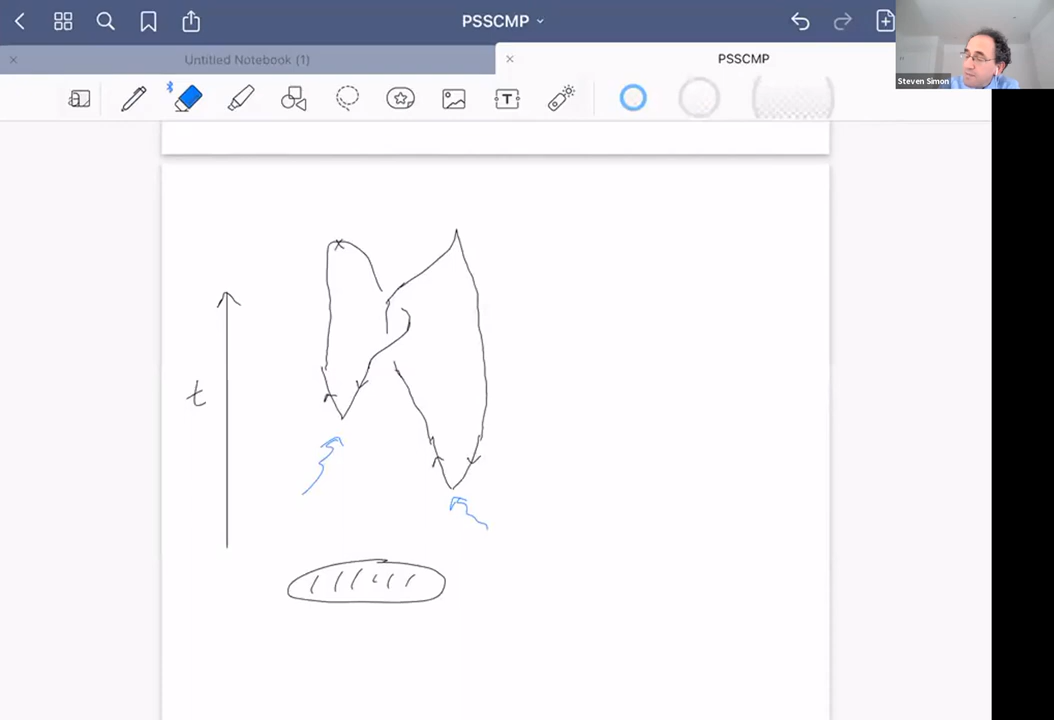 PSSCMP
Untitled Notebook (1)
PSSCMP
Steven Simon
T
t